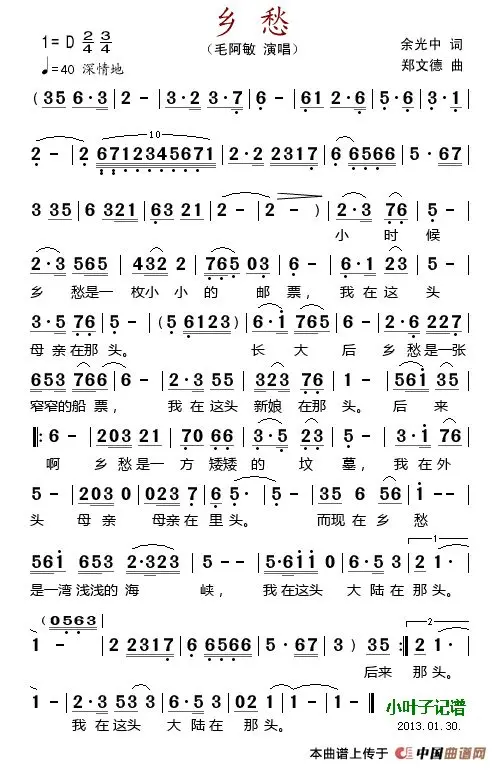 乡 愁
1=D 2/4 3/4 （毛阿敏 演唱） 余光中 词
♩=40 深情地 郑文德 曲
（35 6·3 | 2 - | 3·2 3·7 | 6 - | 61 2·6 | 5·6 | 3·1 |
10
2 - | 2 6712345671 | 2·2 2317 | 6 6566 | 5·67 |
3 35 | 6 321 | 63 21 | 2 - | 2 - ）| 2·3 76 | 5 - |
小 时 候
2·3 565 | 432 2 | 765 03 | 6 - | 6·1 23 | 5 - |
乡 愁是一 枚小 小 的 邮 票， 我 在 这 头
3·5 76 | 5 - |（5 6123）| 6·1 765 | 6 - | 2·6 227 |
母 亲 在那 头。 长 大 后 乡 愁是一张
653 766 | 6 - | 2·3 55 | 323 76 | 1 - | 561 35 |
窄窄的船 票， 我 在 这头 新娘 在那 头。 后 来
‖: 6 - | 203 21 | 70 66 | 3·5 23 | 5 - | 3·1 76 |
啊 乡 愁是一 方 矮矮 的 坟 墓， 我 在外
5 - | 203 0 | 023 7 | 6 5· | 5 - | 35 6 56 | 1 - - |
头 母 亲 母亲 在 里 头。 而现 在 乡 愁
1
561 653 2·323 | 5 - - | 5·611 0 | 6·5 3 | 2 1· |
是一湾 浅浅的 海 峡， 我 在这头 大 陆 在 那 头。
（0563
2
1 - | 2 2317 | 6 6566 | 5·67 | 3 ）35 :‖ 2 1· |
后来 那 头。
1 - | 2·3 53 | 6·5 3 | 02 1 | 1 - ‖
我 在这头 大 陆 在 那 头。
小叶子记谱
2013.01.30.
本曲谱上传于 中国曲谱网